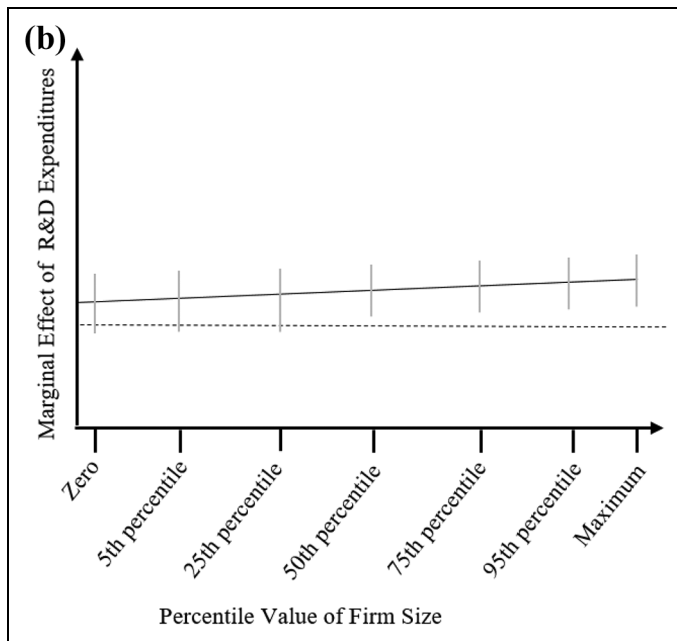 (b)
Marginal Effect of R&D Expenditures
Zero
5th percentile
25th percentile
50th percentile
75th percentile
95th percentile
Maximum
Percentile Value of Firm Size